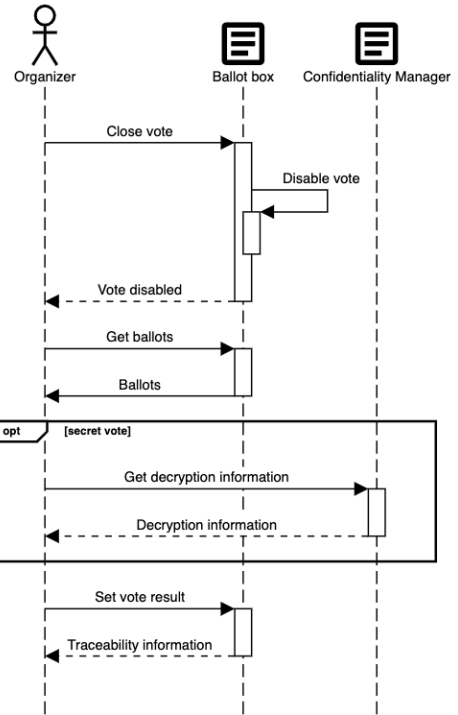 Organizer
Ballot box
Confidentiality Manager
Close vote
Disable vote
Vote disabled
Get ballots
Ballots
opt
[secret vote]
Get decryption information
Decryption information
Set vote result
Traceability information